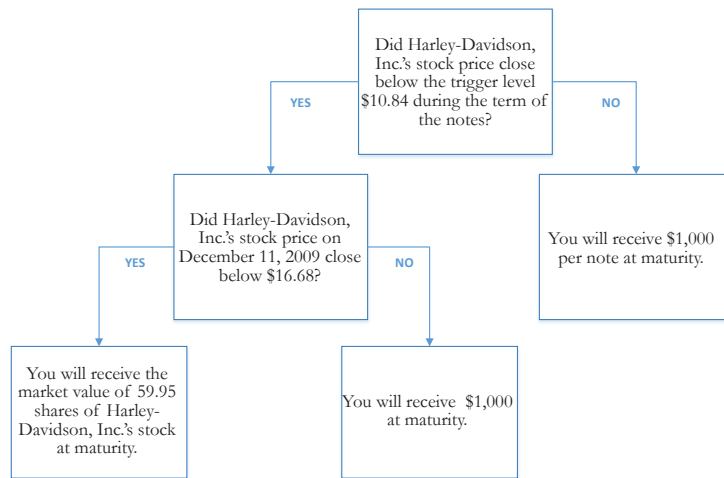 Did Harley-Davidson,
Inc.'s stock price close
below the trigger level
$10.84 during the term of
the notes?
YES
NO
Did Harley-Davidson,
Inc.'s stock price on
December 11, 2009 close
below $16.68?
You will receive $1,000
per note at maturity.
YES
NO
You will receive the
market value of 59.95
shares of Harley-
Davidson, Inc.'s stock
at maturity.
You will receive $1,000
at maturity.